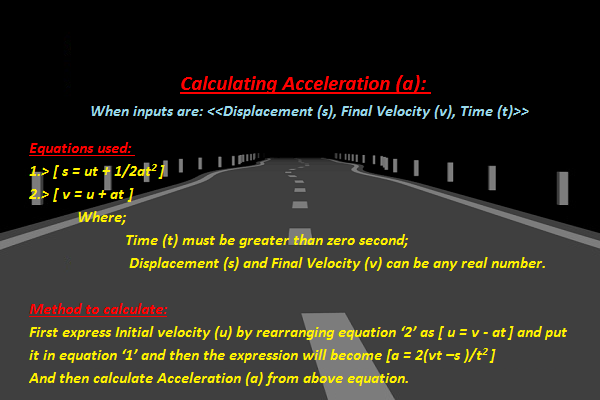 Calculating Acceleration (a):
When inputs are: <<Displacement (s), Final Velocity (v), Time (t)>>
Equations used:
1.> [ s = ut + 1/2at² ]
2.> [ v = u + at ]
Where;
Time (t) must be greater than zero second;
Displacement (s) and Final Velocity (v) can be any real number.
Method to calculate:
First express Initial velocity (u) by rearranging equation ‘2’ as [ u = v - at ] and put
it in equation ‘1’ and then the expression will become [a = 2(vt –s )/t² ]
And then calculate Acceleration (a) from above equation.